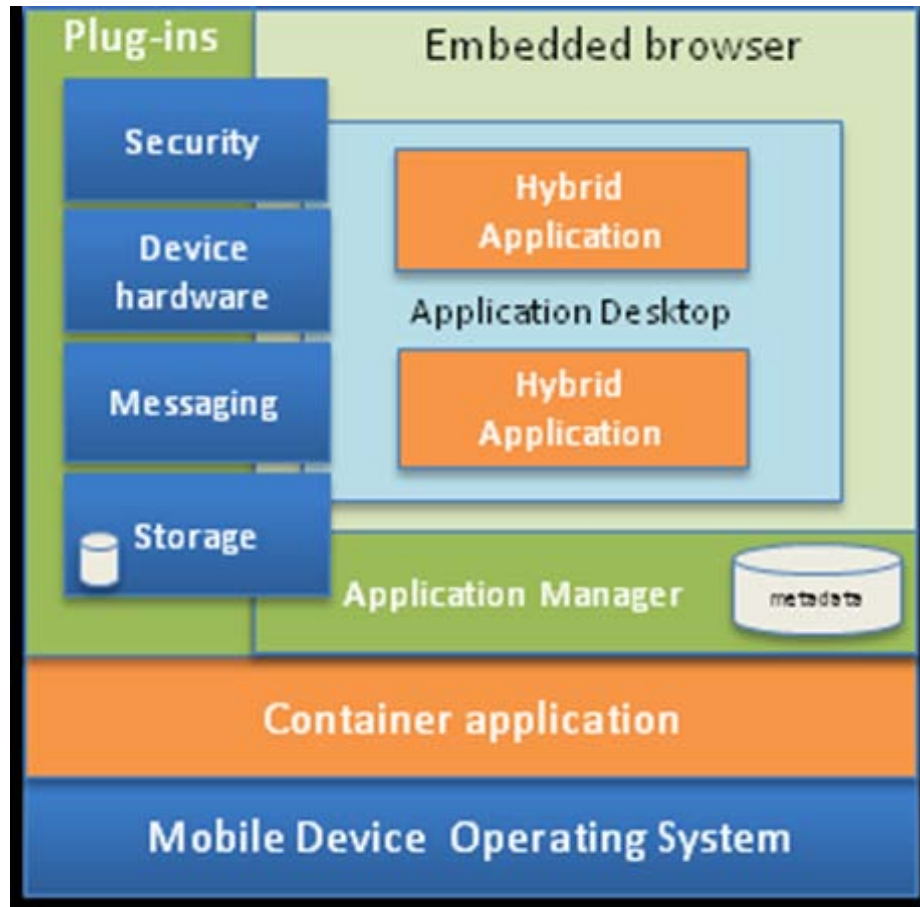 Plug-ins
Embedded browser
Security
Device
hardware
Messaging
Storage
Hybrid
Application
Application Desktop
Hybrid
Application
Application Manager
metadata
Container application
Mobile Device Operating System